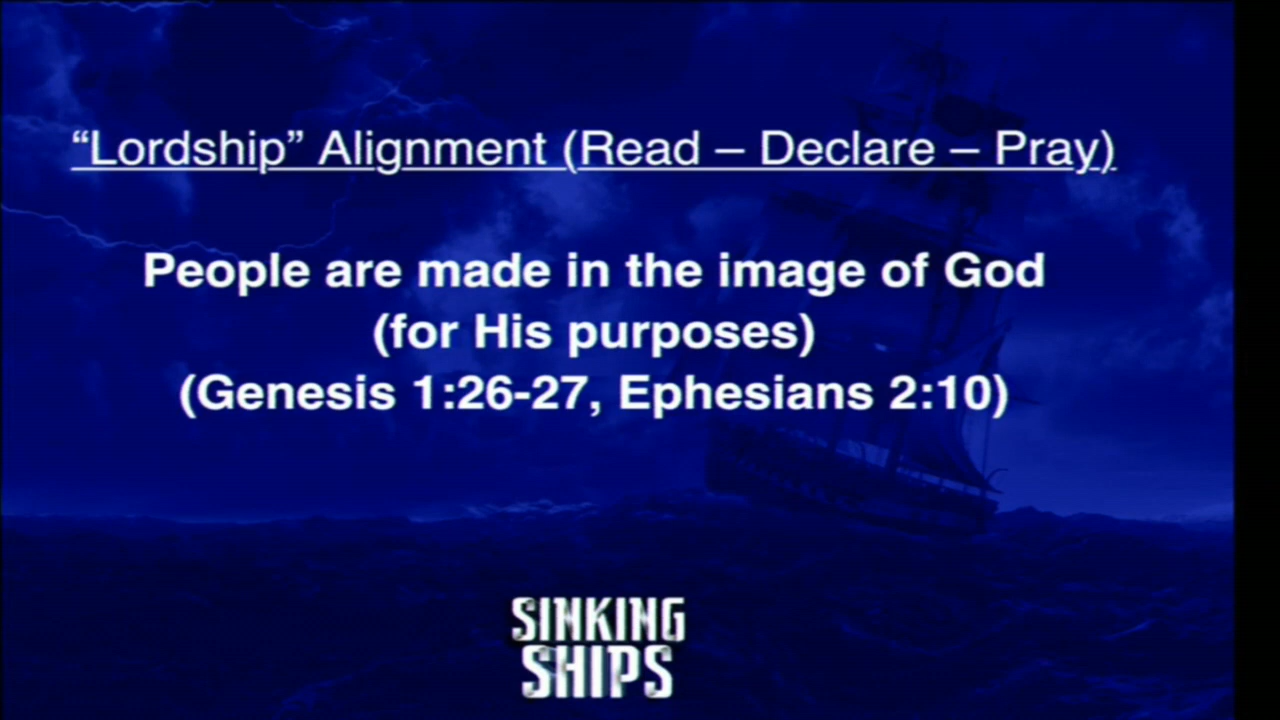 “Lordship” Alignment (Read – Declare – Pray)
People are made in the image of God
(for His purposes)
(Genesis 1:26-27, Ephesians 2:10)
SINKING
SHIPS